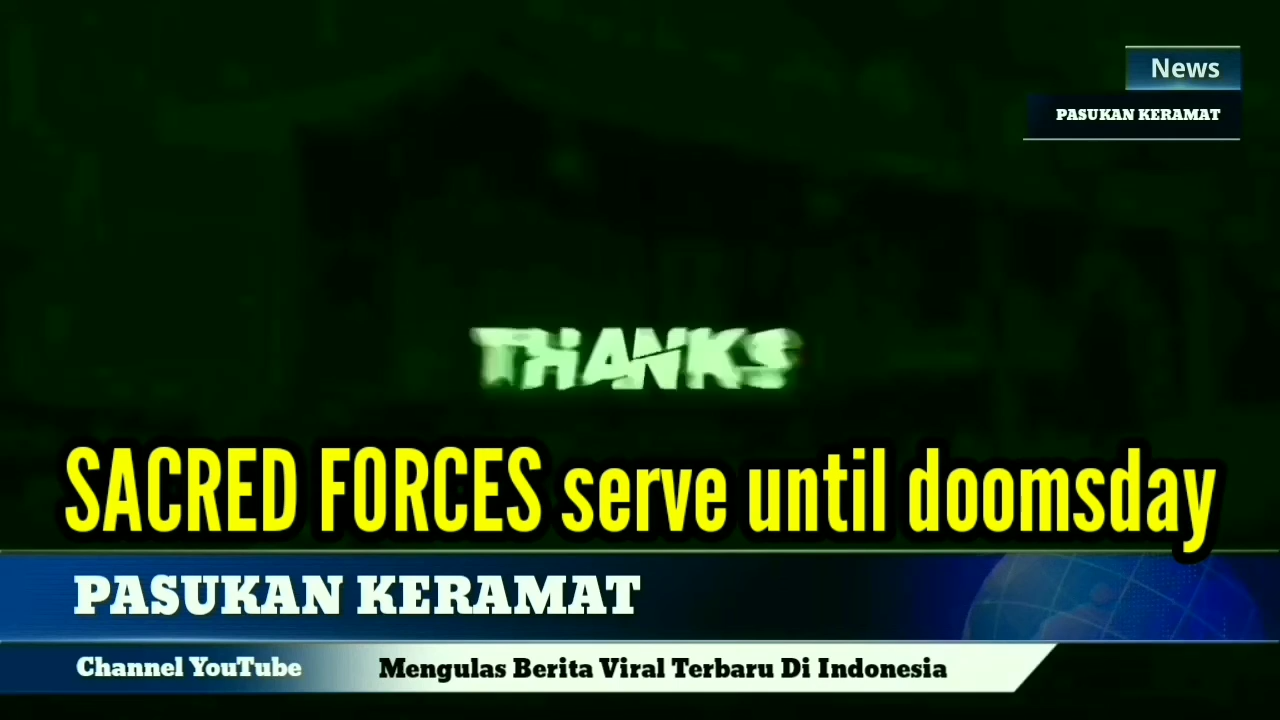 News
PASUKAN KERAMAT
THANKS
SACRED FORCES serve until doomsday
PASUKAN KERAMAT
Channel YouTube
Mengulas Berita Viral Terbaru Di Indonesia